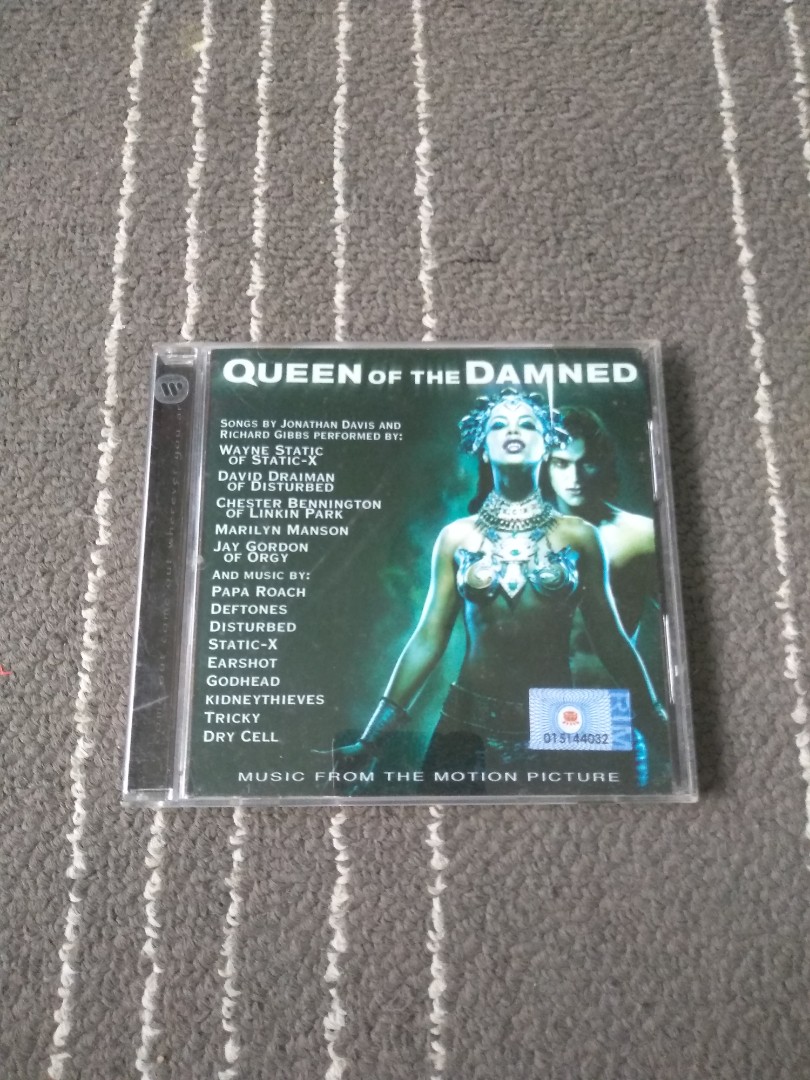 QUEEN OF THE DAMNED
SONGS BY JONATHAN DAVIS AND
RICHARD GIBBS PERFORMED BY:
WAYNE STATIC
OF STATIC-X
DAVID DRAIMAN
OF DISTURBED
CHESTER BENNINGTON
OF LINKIN PARK
MARILYN MANSON
JAY GORDON
OF ORGY
AND MUSIC BY:
PAPA ROACH
DEFTONES
DISTURBED
STATIC-X
EARSHOT
GODHEAD
KIDNEYTHIEVES
TRICKY
DRY CELL
RIM
015144032
MUSIC FROM THE MOTION PICTURE